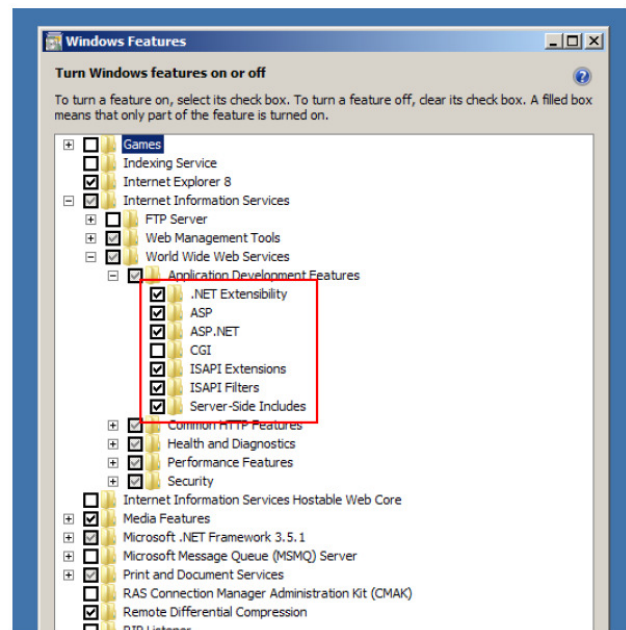 Windows Features
Turn Windows features on or off
To turn a feature on, select its check box. To turn a feature off, clear its check box. A filled box
means that only part of the feature is turned on.
Games
Indexing Service
Internet Explorer 8
Internet Information Services
FTP Server
Web Management Tools
World Wide Web Services
Application Development Features
.NET Extensibility
ASP
ASP.NET
CGI
ISAPI Extensions
ISAPI Filters
Server-Side Includes
Common HTTP Features
Health and Diagnostics
Performance Features
Security
Internet Information Services Hostable Web Core
Media Features
Microsoft .NET Framework 3.5.1
Microsoft Message Queue (MSMQ) Server
Print and Document Services
RAS Connection Manager Administration Kit (CMAK)
Remote Differential Compression
RIP Listener